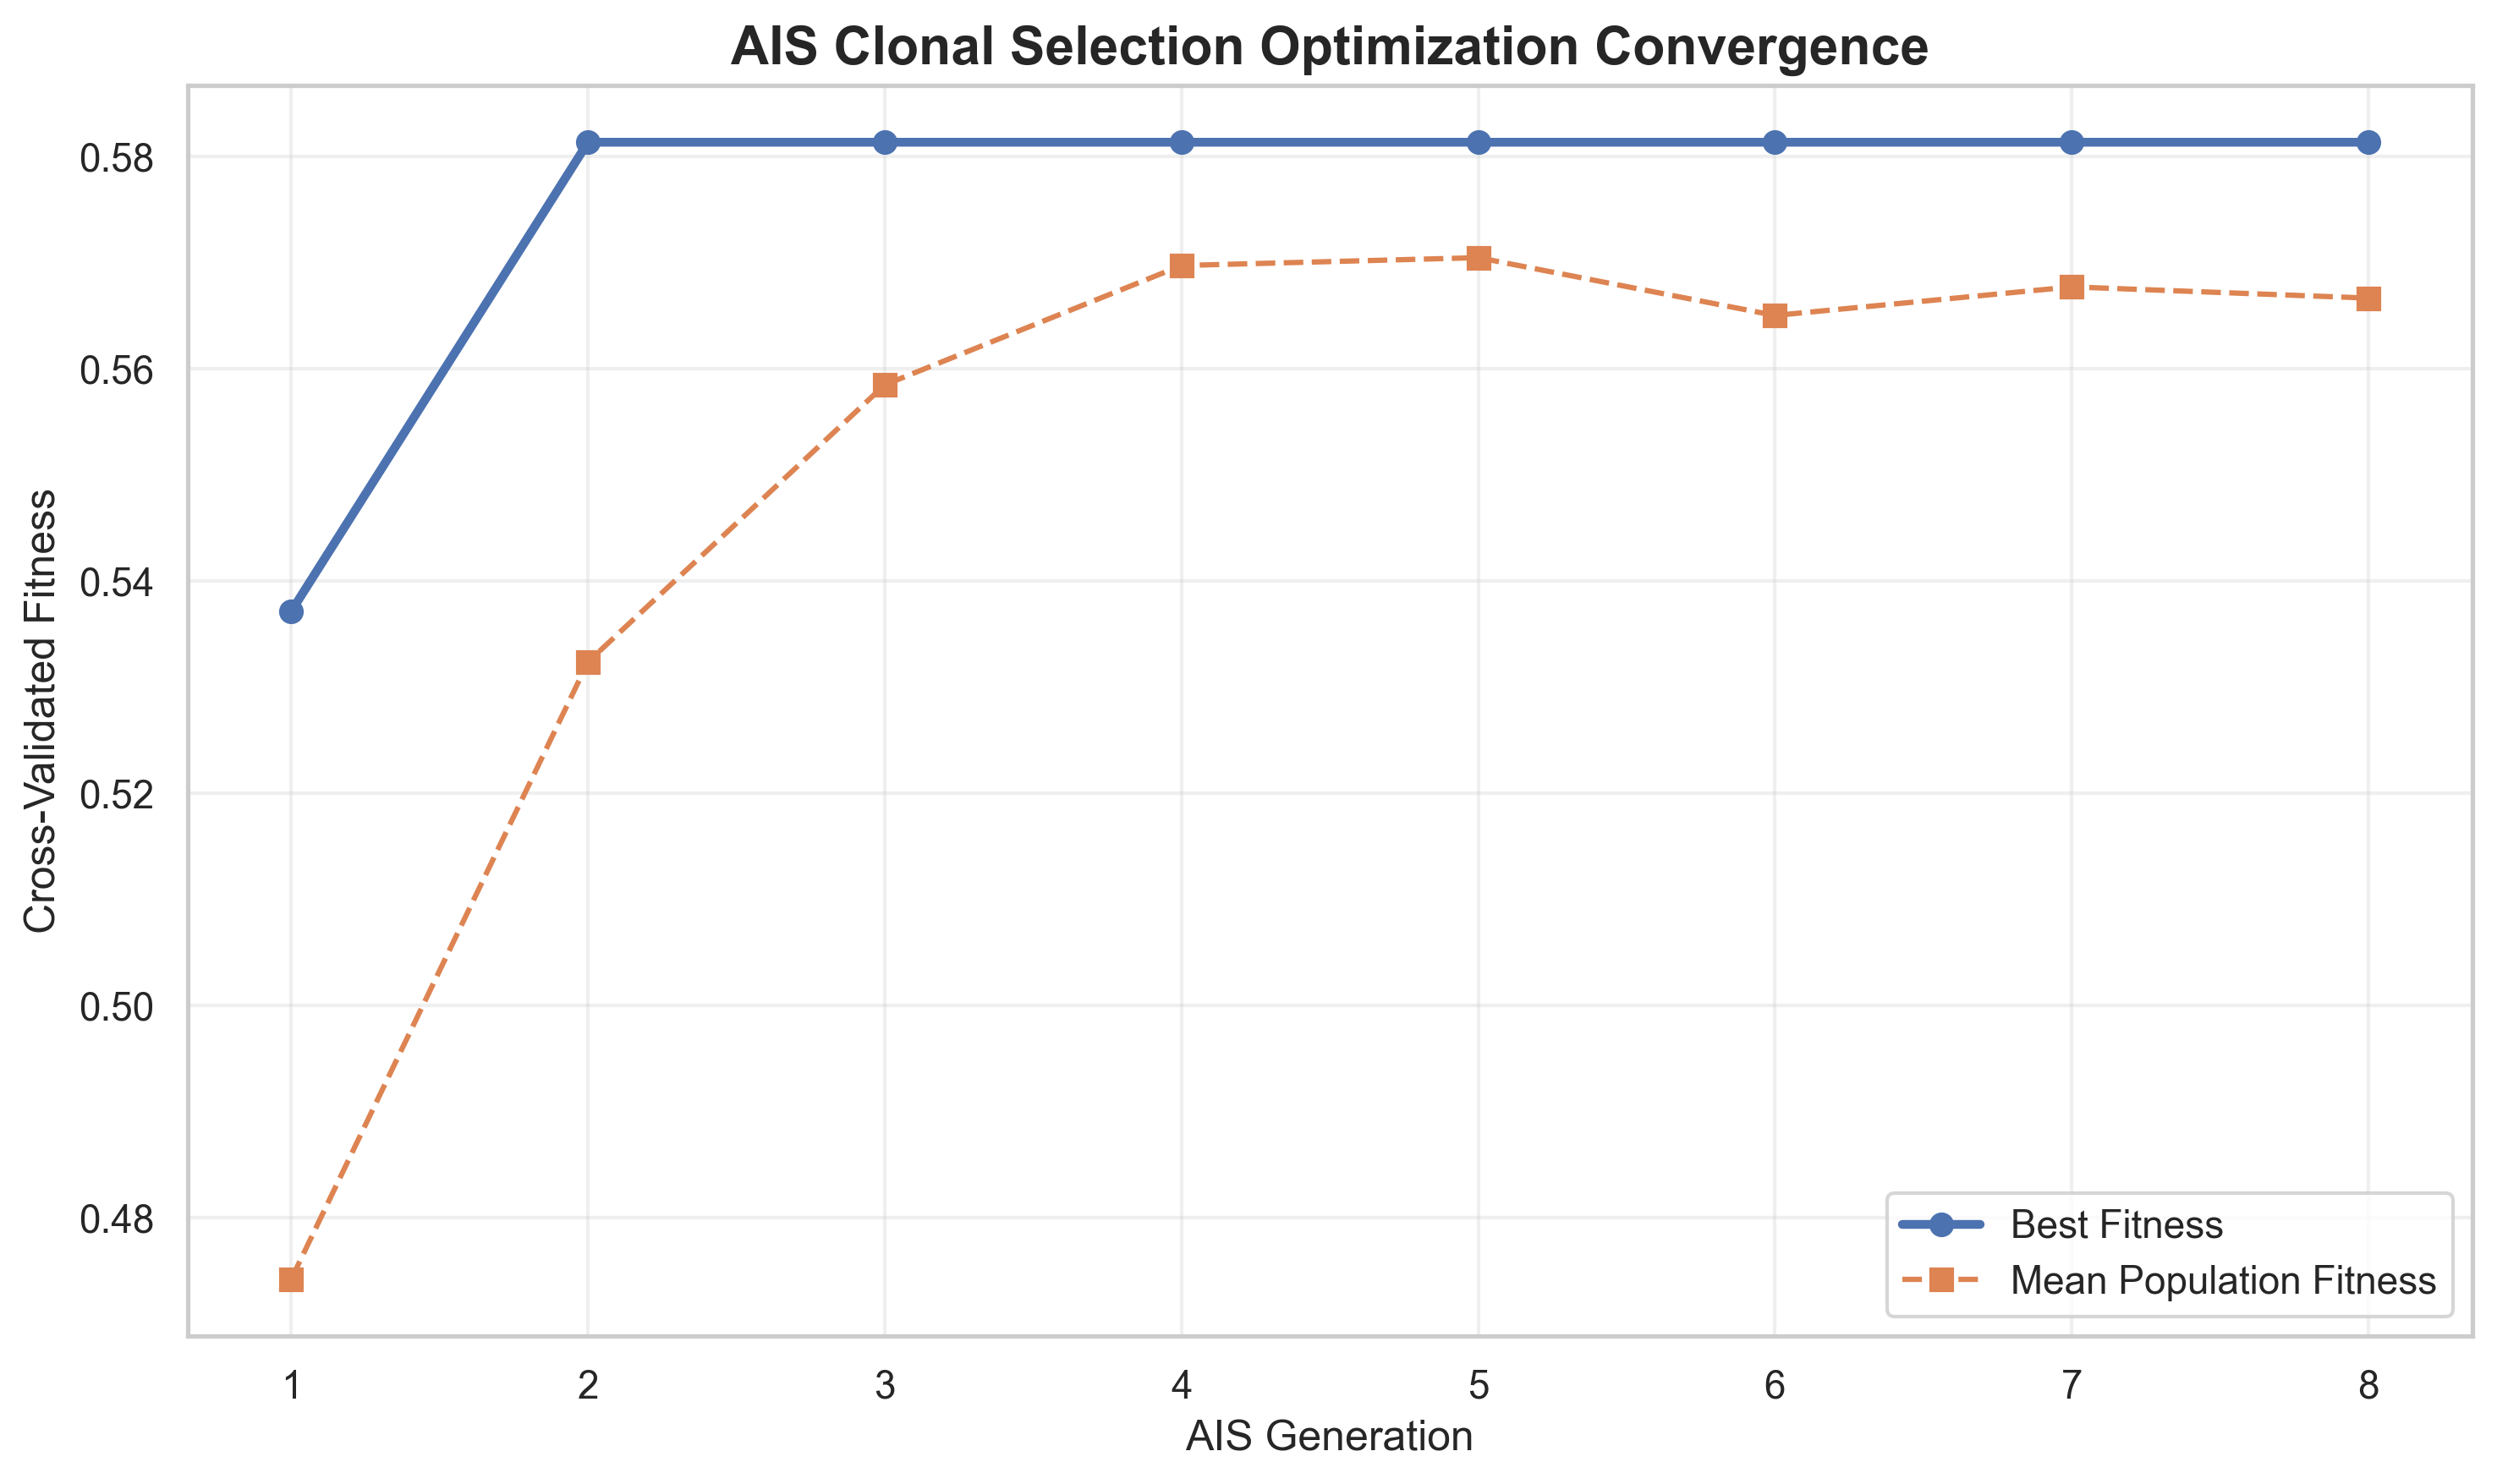 AIS Clonal Selection Optimization Convergence
Cross-Validated Fitness
0.58
0.56
0.54
0.52
0.50
0.48
Best Fitness
Mean Population Fitness
1 2 3 4 5 6 7 8
AIS Generation